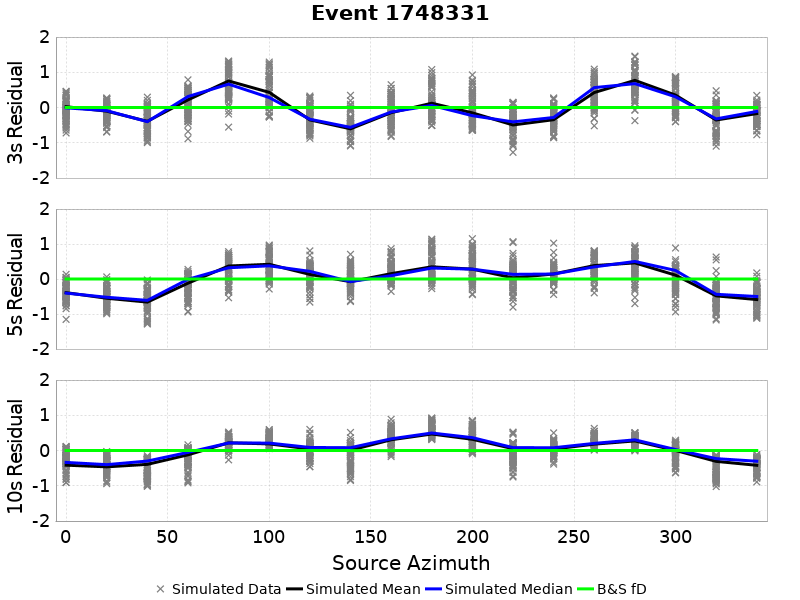 Event 1748331
3s Residual
2
1
0
-1
-2
5s Residual
2
1
0
-1
-2
10s Residual
2
1
0
-1
-2
0 50 100 150 200 250 300
Source Azimuth
Simulated Data Simulated Mean Simulated Median B&S fD